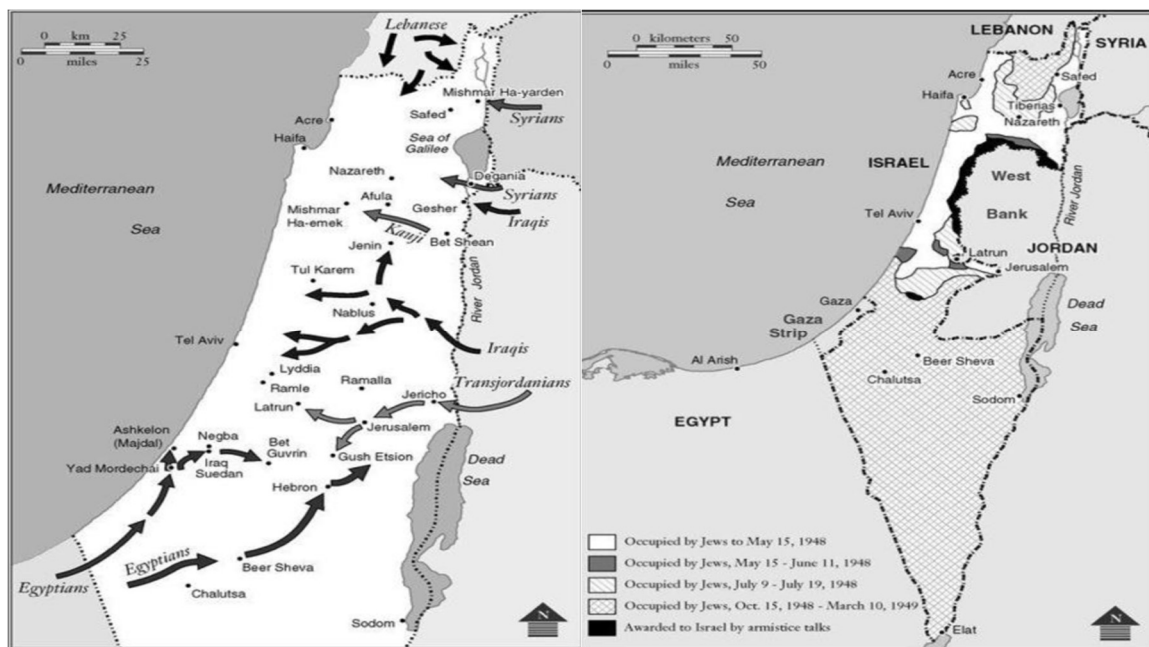 0 km 25
0 miles 25
Lebanese
Mishmar Ha-yarden
Syrians
Safed
Acre
Haifa
Sea of
Galilee
Mediterranean
Sea
Nazareth
Degania
Syrians
Afula
Mishmar
Ha-emek
Gesher
Iraqis
Kauji
Bet Shean
Jenin
Tul Karem
River Jordan
Nablus
Tel Aviv
Iraqis
Lyddia
Ramle
Ramalla
Transjordanians
Jericho
Latrun
Jerusalem
Ashkelon
(Majdal)
Negba
Bet
Guvrin
Yad Mordechai
Iraq
Suedan
Gush Etsion
Dead
Sea
Hebron
Egyptians
Egyptians
Beer Sheva
Chalutsa
Sodom
N
0 kilometers 50
0 miles 50
LEBANON
SYRIA
Acre
Safed
Haifa
Tiberias
Nazareth
Mediterranean
Sea
ISRAEL
West
Bank
River Jordan
Tel Aviv
JORDAN
Latrun
Jerusalem
Gaza
Gaza
Strip
Dead
Sea
Al Arish
Beer Sheva
Chalutsa
Sodom
EGYPT
Occupied by Jews to May 15, 1948
Occupied by Jews, May 15 - June 11, 1948
Occupied by Jews, July 9 - July 19, 1948
Occupied by Jews, Oct. 15, 1948 - March 10, 1949
Awarded to Israel by armistice talks
Elat
N